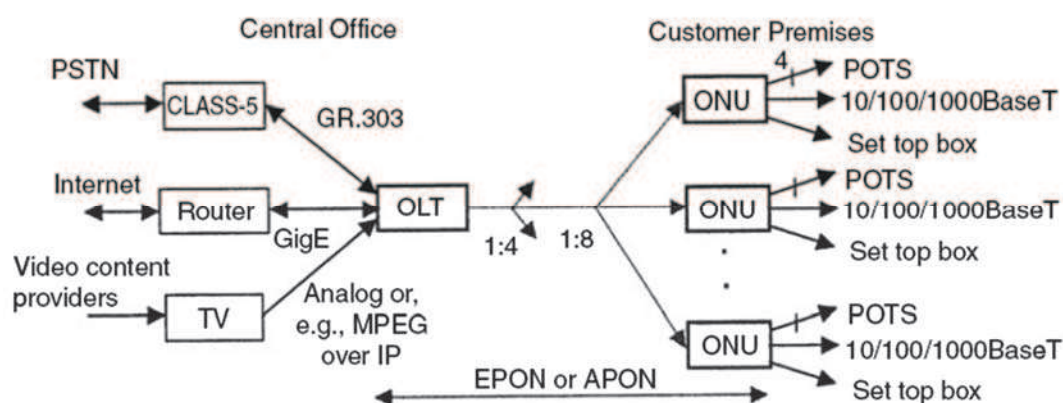 Central Office
Customer Premises
PSTN
CLASS-5
GR.303
Internet
Router
GigE
OLT
Video content
providers
TV
Analog or,
e.g., MPEG
over IP
1:4
1:8
ONU
4
POTS
10/100/1000BaseT
Set top box
ONU
POTS
10/100/1000BaseT
Set top box
ONU
POTS
10/100/1000BaseT
Set top box
EPON or APON